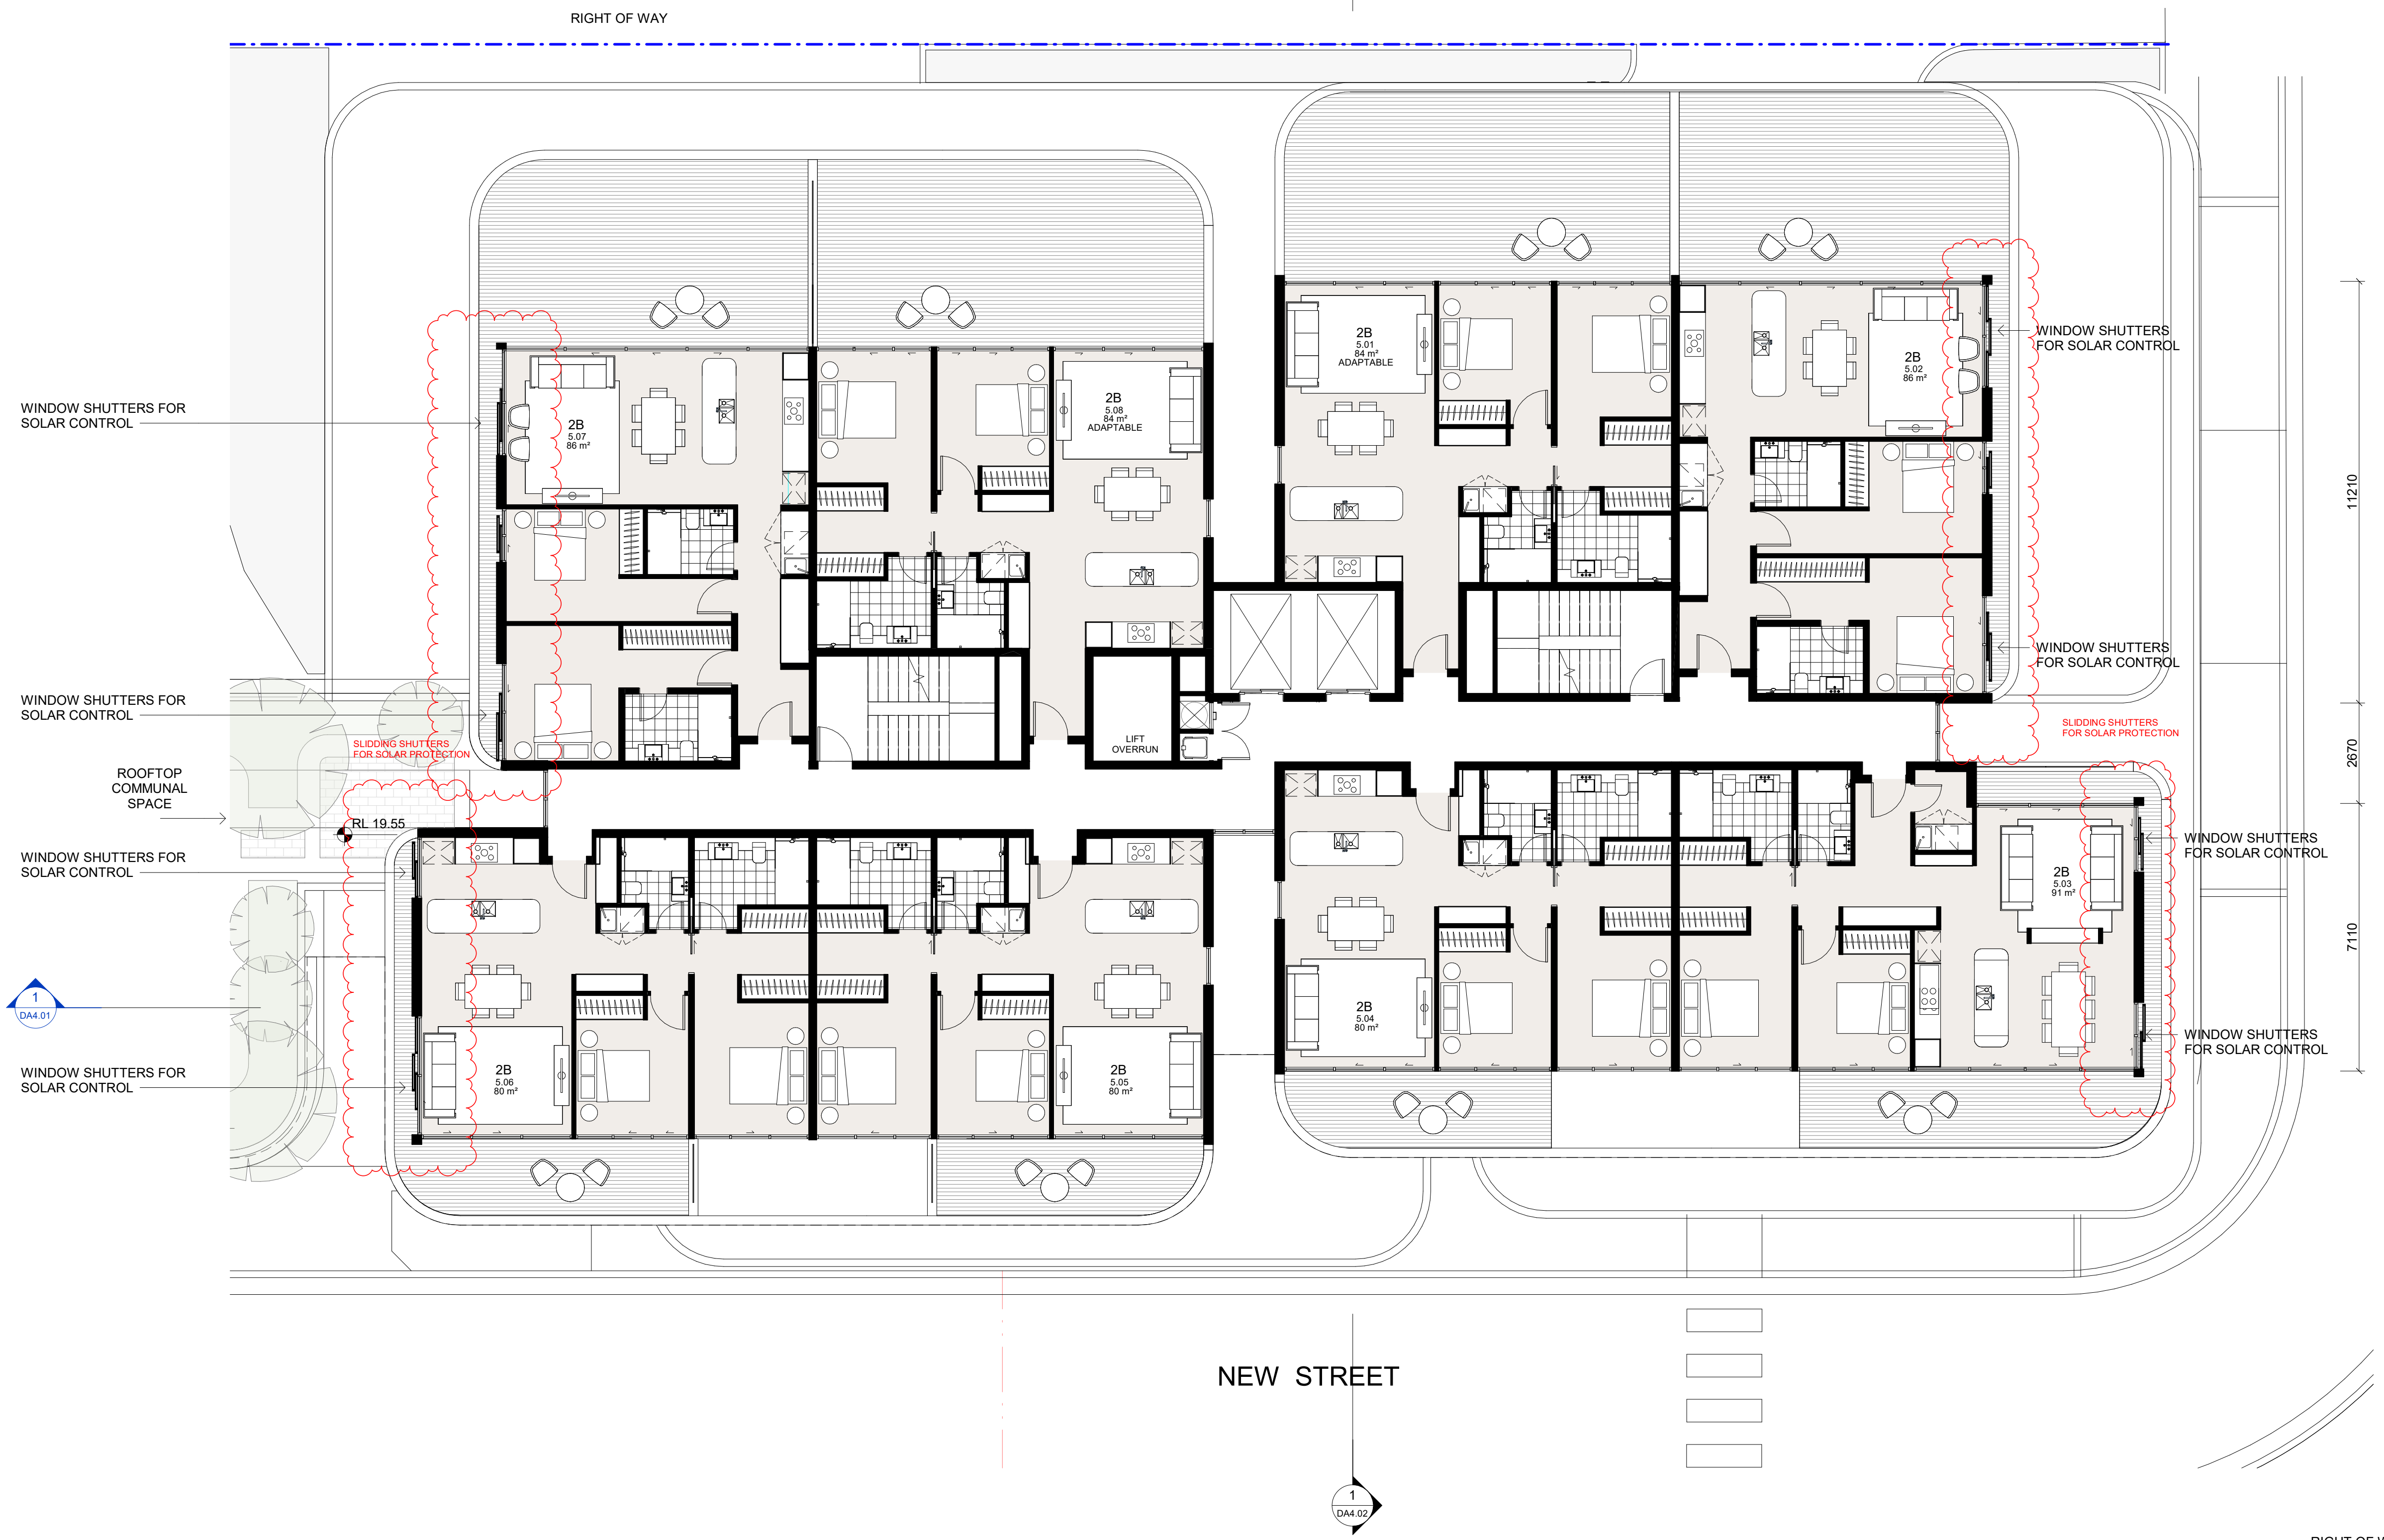 RIGHT OF WAY
2B
5.01
84 m²
ADAPTABLE
WINDOW SHUTTERS
FOR SOLAR CONTROL
2B
5.02
86 m²
2B
5.08
84 m²
ADAPTABLE
WINDOW SHUTTERS FOR
SOLAR CONTROL
2B
5.07
86 m²
11210
WINDOW SHUTTERS
FOR SOLAR CONTROL
WINDOW SHUTTERS FOR
SOLAR CONTROL
SLIDDING SHUTTERS
FOR SOLAR PROTECTION
SLIDDING SHUTTERS
FOR SOLAR PROTECTION
LIFT
OVERRUN
2670
ROOFTOP
COMMUNAL
SPACE
RL 19.55
WINDOW SHUTTERS
FOR SOLAR CONTROL
WINDOW SHUTTERS FOR
SOLAR CONTROL
2B
5.03
91 m²
7110
1
DA4.01
2B
5.04
80 m²
WINDOW SHUTTERS
FOR SOLAR CONTROL
WINDOW SHUTTERS FOR
SOLAR CONTROL
2B
5.06
80 m²
2B
5.05
80 m²
NEW STREET
1
DA4.02